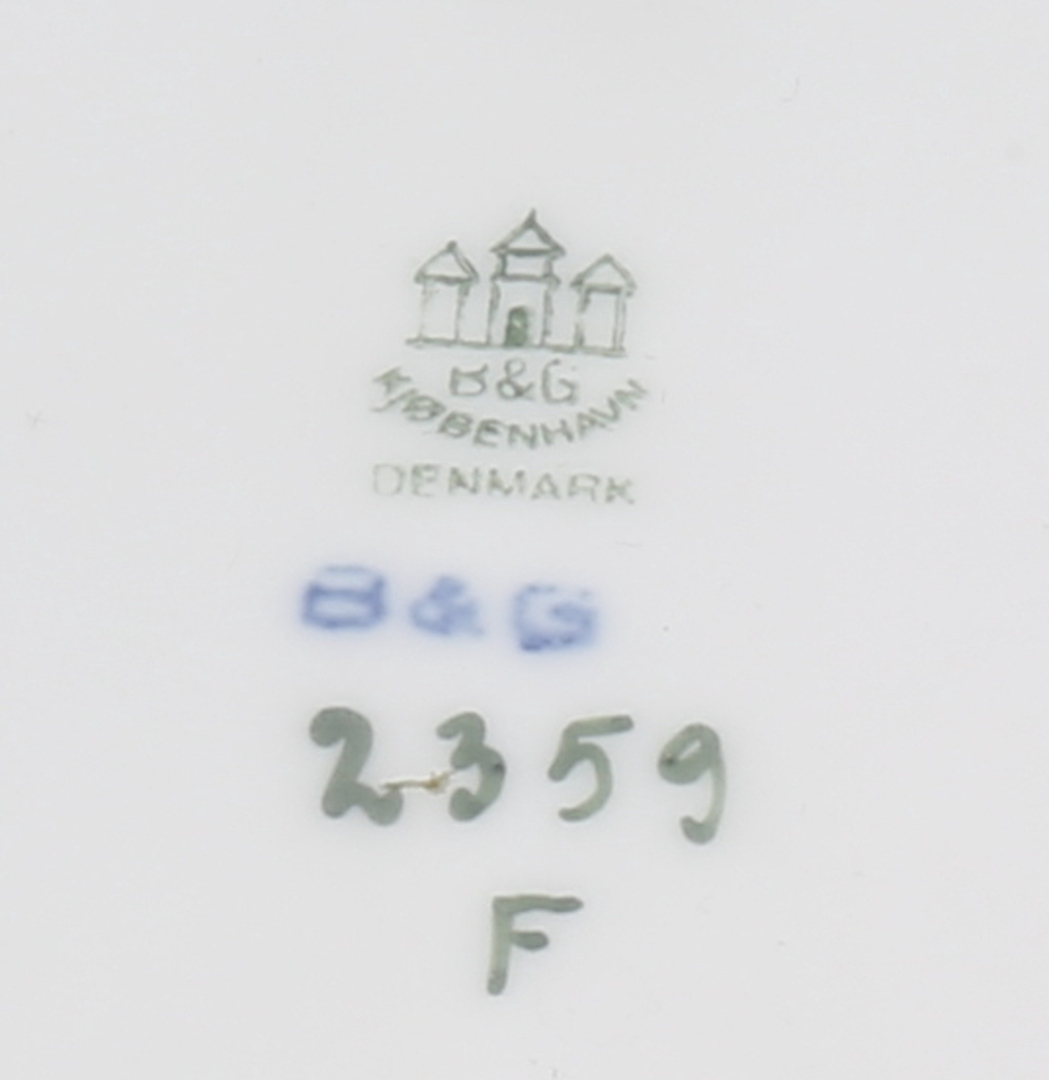 B&G
KJØBENHAVN
DENMARK
B & G
2359
F